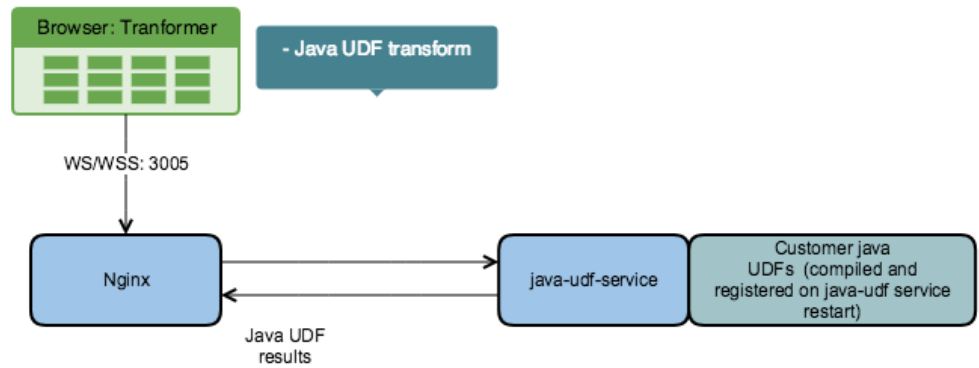 Browser: Tranformer
- Java UDF transform
WS/WSS: 3005
Nginx
java-udf-service
Customer java
UDFs (compiled and
registered on java-udf service
restart)
Java UDF
results